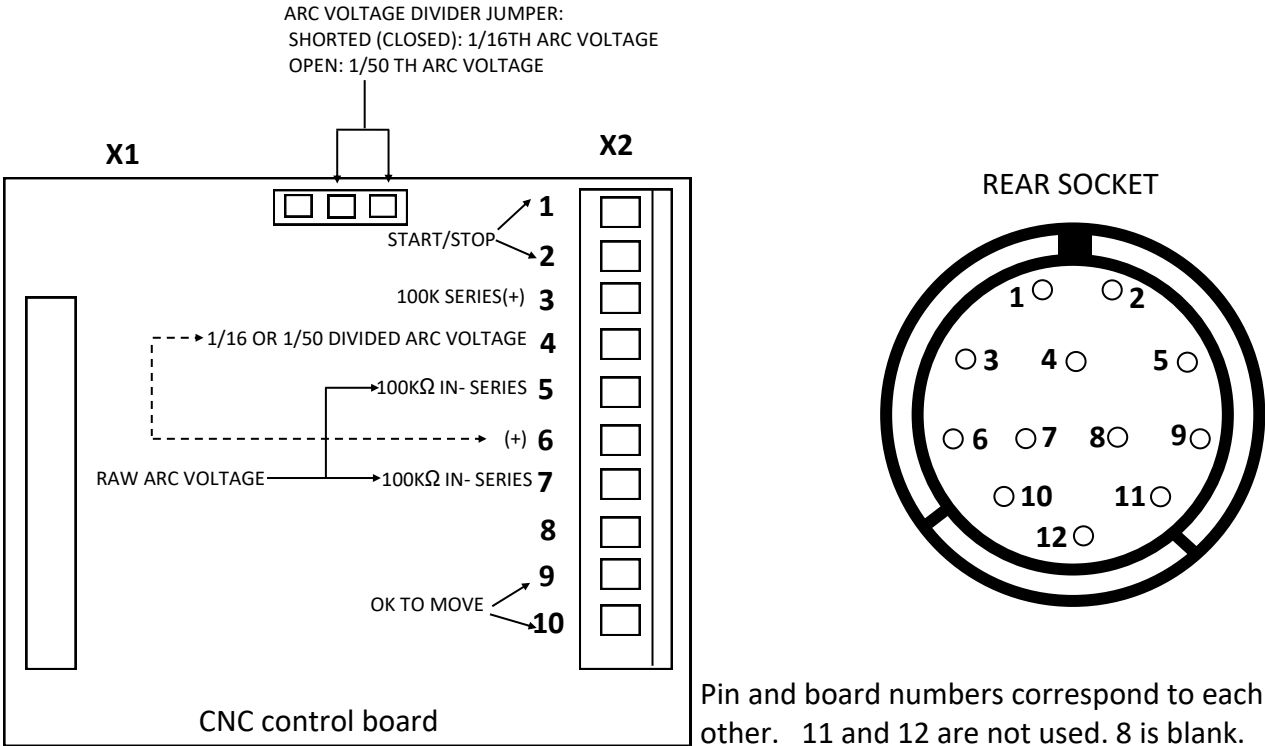 ARC VOLTAGE DIVIDER JUMPER:
SHORTED (CLOSED): 1/16TH ARC VOLTAGE
OPEN: 1/50 TH ARC VOLTAGE
X1
X2
START/STOP
1
2
100K SERIES(+) 3
1/16 OR 1/50 DIVIDED ARC VOLTAGE 4
100KΩ IN- SERIES 5
(+) 6
RAW ARC VOLTAGE
100KΩ IN- SERIES 7
8
9
OK TO MOVE
10
CNC control board
REAR SOCKET
1 2
3 4 5
6 7 8 9
10 11
12
Pin and board numbers correspond to each
other. 11 and 12 are not used. 8 is blank.